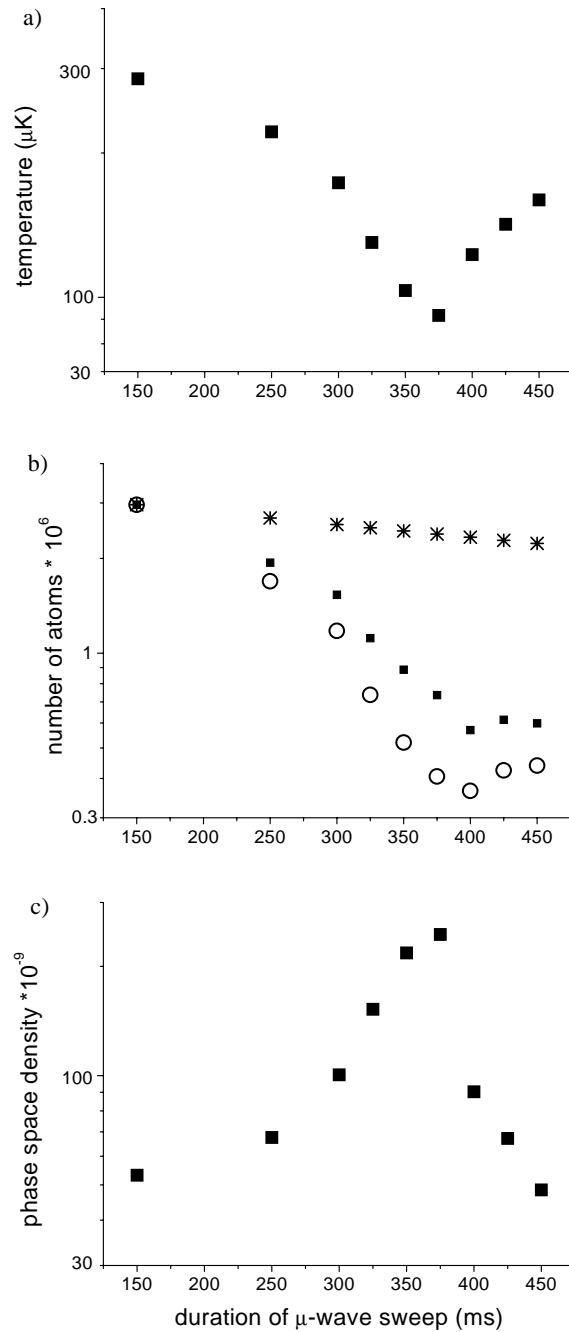 a)
temperature (μK)
300
100
30
150 200 250 300 350 400 450
b)
number of atoms * 10^6
1
0.3
150 200 250 300 350 400 450
c)
phase space density *10^-9
100
30
150 200 250 300 350 400 450
duration of μ-wave sweep (ms)